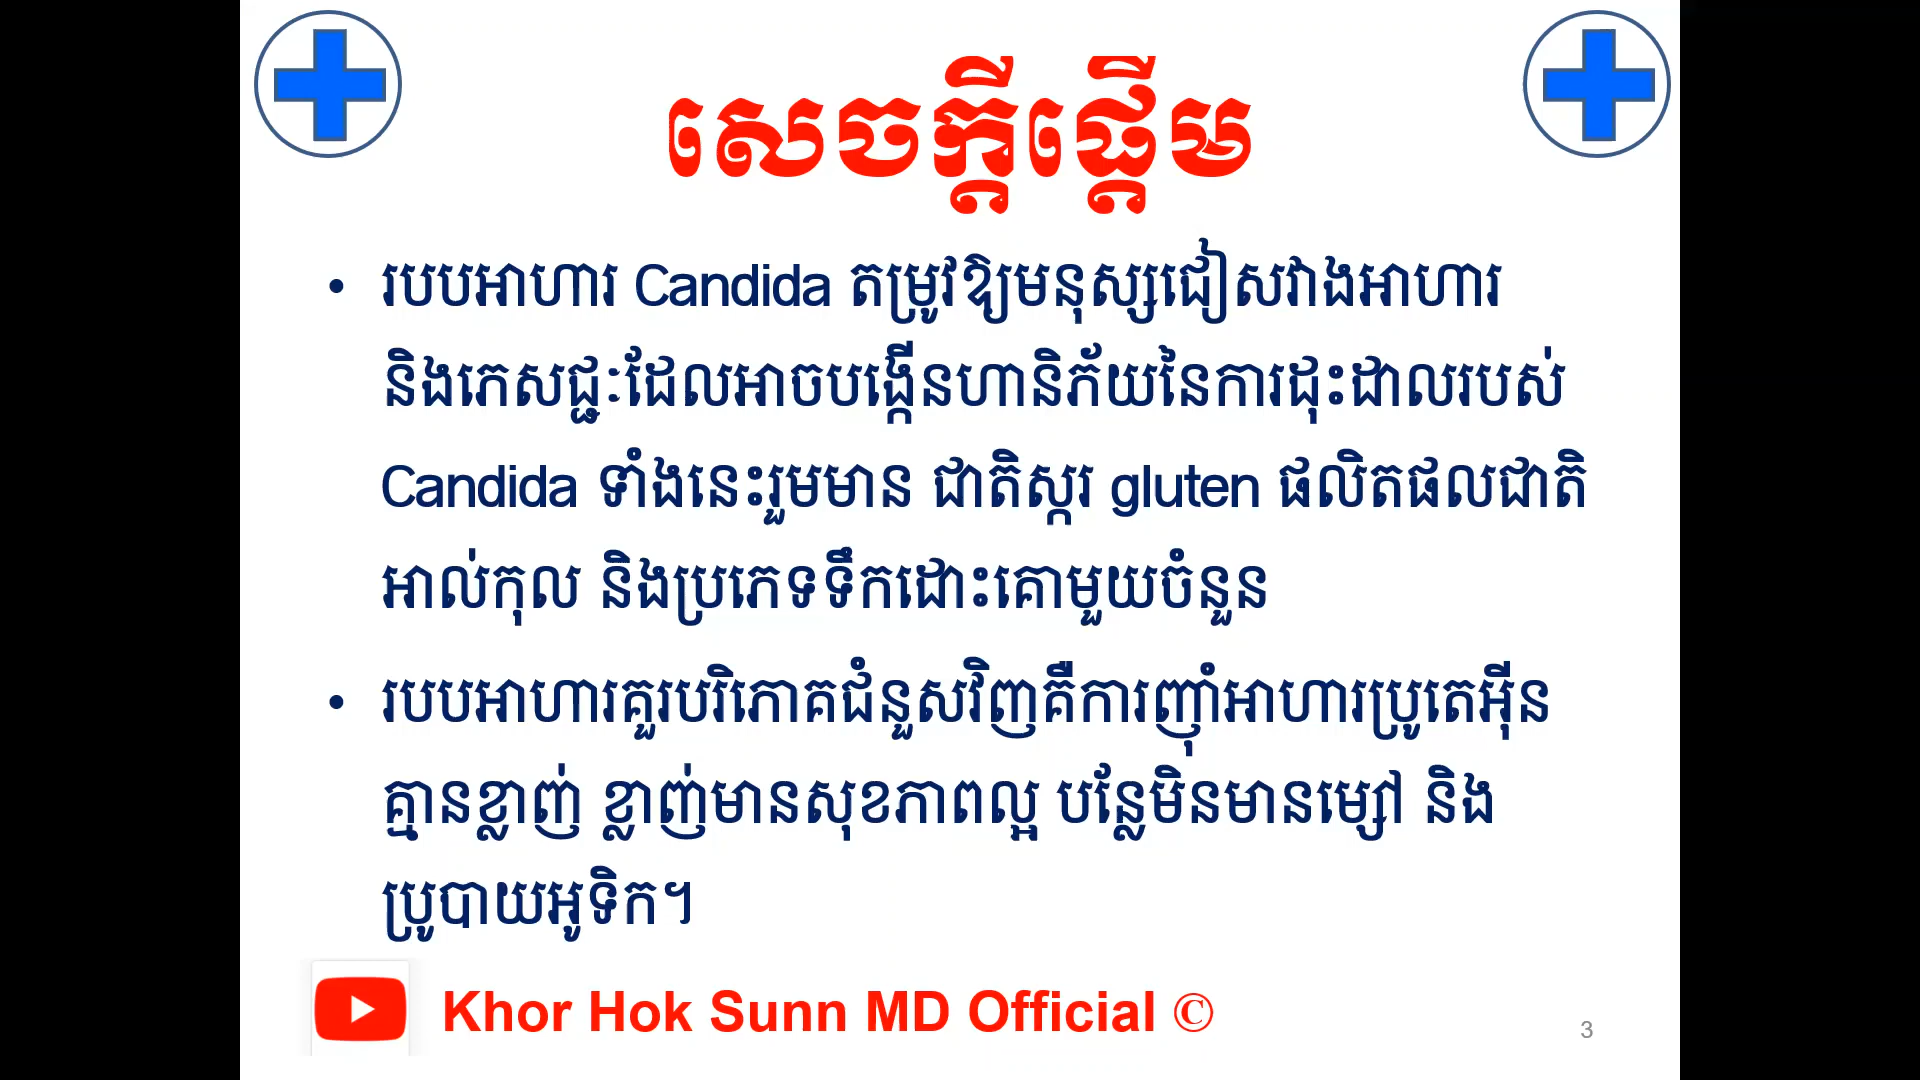 សេចក្តីផ្តើម
• របបអាហារ Candida តម្រូវឱ្យមនុស្សជៀសវាងអាហារ
និងភេសជ្ជៈដែលអាចបង្កើនហានិភ័យនៃការដុះដាលរបស់
Candida ទាំងនេះរួមមាន ជាតិស្ករ gluten ផលិតផលជាតិ
អាល់កុល និងប្រភេទទឹកដោះគោមួយចំនួន
• របបអាហារគួរបរិភោគជំនួសវិញគឺការញ៉ាំអាហារប្រូតេអ៊ីន
គ្មានខ្លាញ់ ខ្លាញ់មានសុខភាពល្អ បន្លែមិនមានម្សៅ និង
ប្រូបាយអូទិក។
Khor Hok Sunn MD Official ©
3